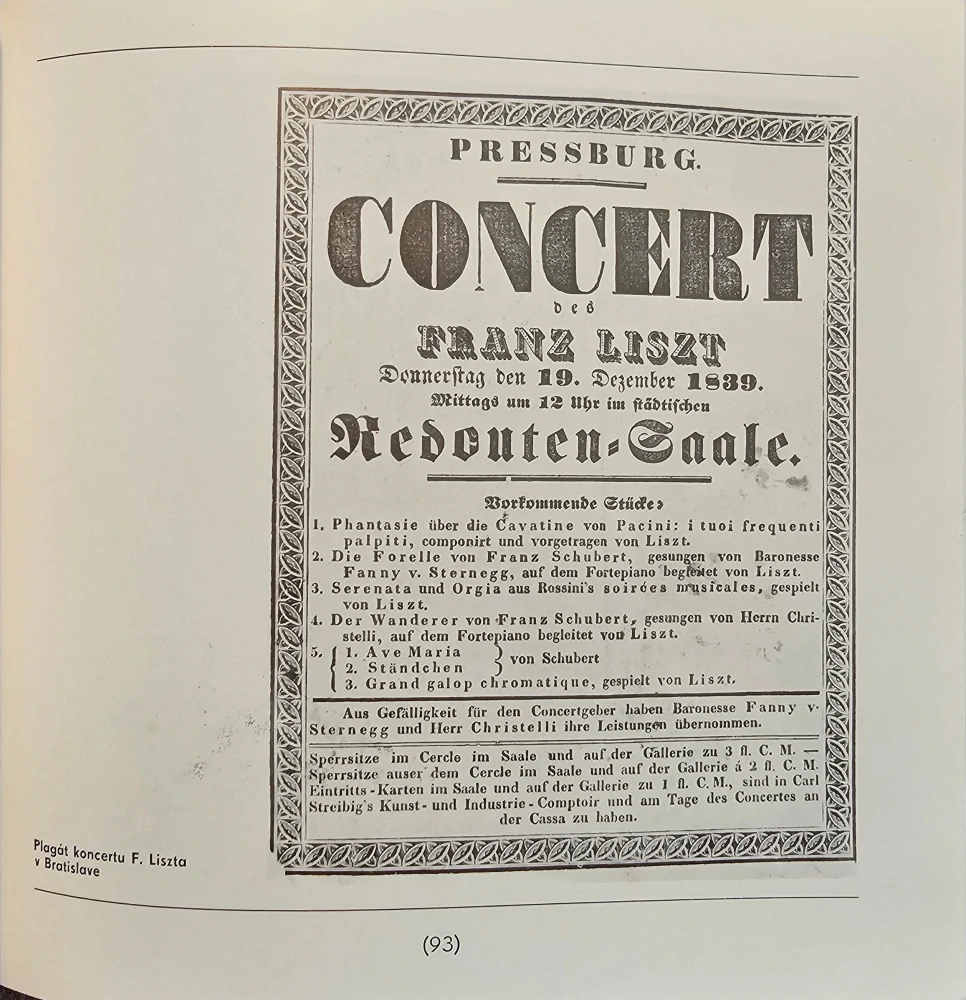 PRESSBURG.
CONCERT
des
FRANZ LISZT
Donnerstag den 19. Dezember 1839.
Mittags um 12 Uhr im städtischen
Redouten-Saale.
Vorkommende Stücke:
1. Phantasie über die Cavatine von Pacini: i tuoi frequenti
palpiti, componirt und vorgetragen von Liszt.
2. Die Forelle von Franz Schubert, gesungen von Baronesse
Fanny v. Sternegg, auf dem Fortepiano begleitet von Liszt.
3. Serenata und Orgia aus Rossini's soirées musicales, gespielt
von Liszt.
4. Der Wanderer von Franz Schubert, gesungen von Herrn Chri-
stelli, auf dem Fortepiano begleitet von Liszt.
5. { 1. Ave Maria
2. Ständchen } von Schubert
3. Grand galop chromatique, gespielt von Liszt.
Aus Gefälligkeit für den Concertgeber haben Baronesse Fanny v.
Sternegg und Herr Christelli ihre Leistungen übernommen.
Sperrsitze im Cercle im Saale und auf der Gallerie zu 3 fl. C. M. —
Sperrsitze auser dem Cercle im Saale und auf der Gallerie á 2 fl. C. M.
Eintritts-Karten im Saale und auf der Gallerie zu 1 fl. C. M., sind in Carl
Streibig's Kunst- und Industrie-Comptoir und am Tage des Concertes an
der Cassa zu haben.
Plagát koncertu F. Liszta
v Bratislave
(93)